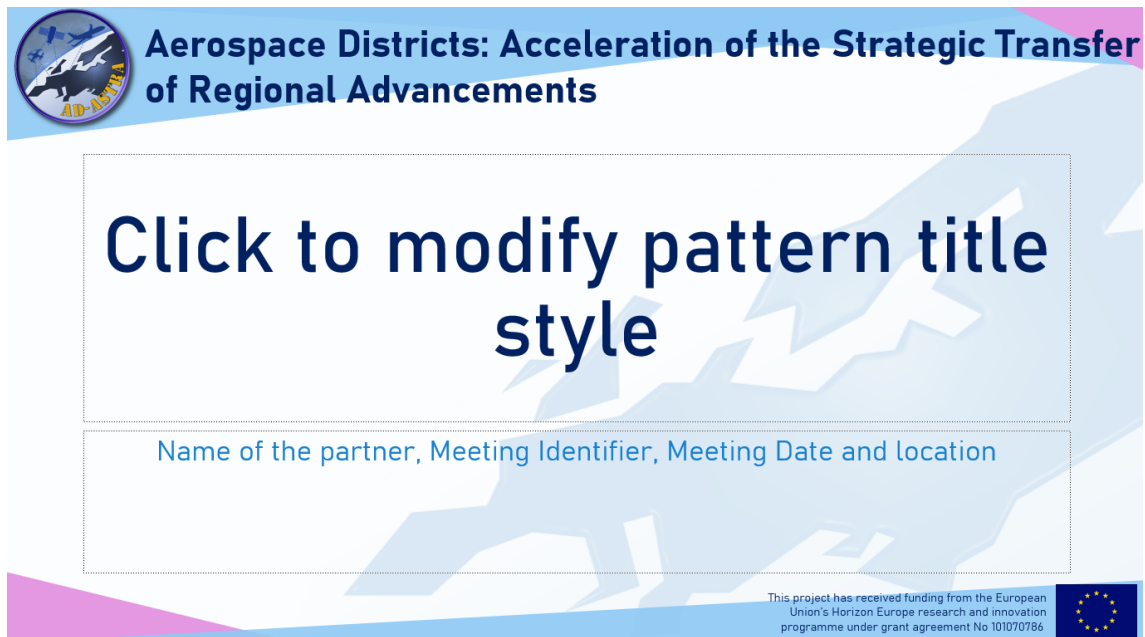 AD-ASTRA
Aerospace Districts: Acceleration of the Strategic Transfer
of Regional Advancements
Click to modify pattern title
style
Name of the partner, Meeting Identifier, Meeting Date and location
This project has received funding from the European
Union's Horizon Europe research and innovation
programme under grant agreement No 101070786